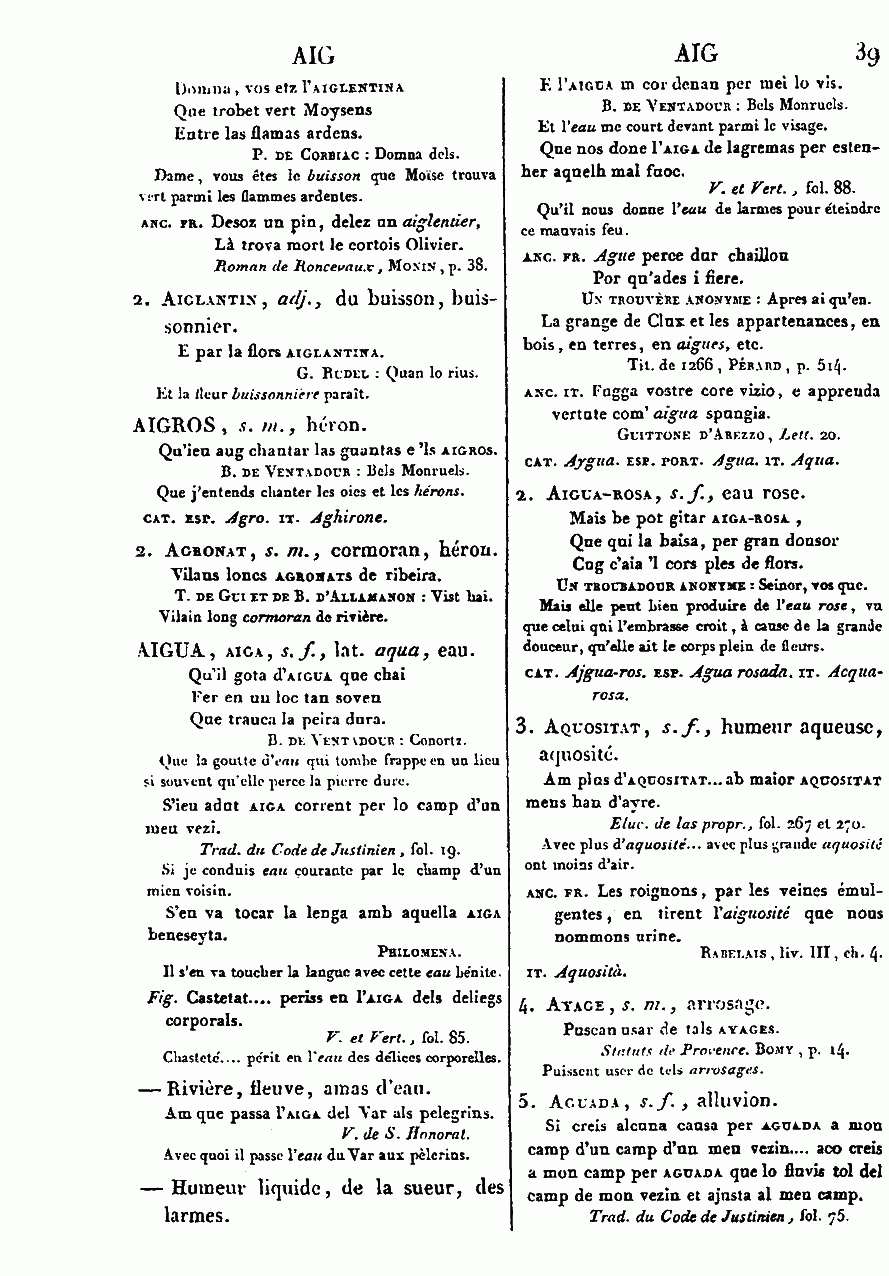 AIG
Domna, vos etz l'AIGLENTINA
Que trobet vert Moysens
Entre las flamas ardens.
P. DE CORBIAC : Domna dels.
Dame, vous êtes le buisson que Moïse trouva
vert parmi les flammes ardentes.
ANC. FR. Desoz un pin, delez un aiglentier,
Là trova mort le cortois Olivier.
Roman de Roncevaux, MONIN, p. 38.
2. AIGLANTIN, adj., du buisson, buis-
sonnier.
E par la flors AIGLANTINA.
G. RUDEL : Quan lo rius.
Et la fleur buissonnière paraît.
AIGROS, s. m., héron.
Qu'ieu aug chantar las guantas e 'ls AIGROS.
B. DE VENTADOUR : Bels Monruels.
Que j'entends chanter les oies et les hérons.
CAT. ESP. Agro. IT. Aghirone.
2. AGRONAT, s. m., cormoran, héron.
Vilans loncs AGRONATS de ribeira.
T. DE GUI ET DE B. D'ALLAMANON : Vist hai.
Vilain long cormoran de rivière.
AIGUA, AIGA, s. f., lat. aqua, eau.
Qu'il gota d'AIGUA que chai
Fer en un loc tan soven
Que trauca la peira dura.
B. DE VENTADOUR : Conortz.
Que la goutte d'eau qui tombe frappe en un lieu
si souvent qu'elle perce la pierre dure.
S'ieu adut AIGA corrent per lo camp d'un
meu vezi.
Trad. du Code de Justinien, fol. 19.
Si je conduis eau courante par le champ d'un
mien voisin.
S'en va tocar la lenga amb aquella AIGA
beneseyta.
PHILOMENA.
Il s'en va toucher la langue avec cette eau bénite.
Fig. Castetat.... periss en l'AIGA dels deliegs
corporals.
V. et Vert., fol. 85.
Chasteté.... périt en l'eau des délices corporelles.
— Rivière, fleuve, amas d'eau.
Am que passa l'AIGA del Var als pelegrins.
V. de S. Honorat.
Avec quoi il passe l'eau du Var aux pèlerins.
— Humeur liquide, de la sueur, des
larmes.
AIG 39
E l'AIGUA m cor denan per mei lo vis.
B. DE VENTADOUR : Bels Monruels.
Et l'eau me court devant parmi le visage.
Que nos done l'AIGA de lagremas per esten-
her aquelh mal fuoc.
V. et Vert., fol. 88.
Qu'il nous donne l'eau de larmes pour éteindre
ce mauvais feu.
ANC. FR. Ague perce dur chaillou
Por qu'ades i fiere.
UN TROUVÈRE ANONYME : Apres ai qu'en.
La grange de Clux et les appartenances, en
bois, en terres, en aigues, etc.
Tit. de 1266, PÉRARD, p. 514.
ANC. IT. Fugga vostre core vizio, e apprenda
vertute com' aigua spungia.
GUITTONE D'AREZZO, Lett. 20.
CAT. Aygua. ESP. PORT. Agua. IT. Aqua.
2. AIGUA-ROSA, s. f., eau rose.
Mais be pot gitar AIGA-ROSA,
Que qui la baisa, per gran dousor
Cug c'aia 'l cors ples de flors.
UN TROUBADOUR ANONYME : Seinor, vos que.
Mais elle peut bien produire de l'eau rose, vu
que celui qui l'embrasse croit, à cause de la grande
douceur, qu'elle ait le corps plein de fleurs.
CAT. Ajgua-ros. ESP. Agua rosada. IT. Acqua-
rosa.
3. AQUOSITAT, s. f., humeur aqueuse,
aquosité.
Am plus d'AQUOSITAT... ab maior AQUOSITAT
mens han d'ayre.
Eluc. de las propr., fol. 267 et 270.
Avec plus d'aquosité... avec plus grande aquosité
ont moins d'air.
ANC. FR. Les roignons, par les veines émul-
gentes, en tirent l'aiguosité que nous
nommons urine.
RABELAIS, liv. III, ch. 4.
IT. Aquosità.
4. AYAGE, s. m., arrosage.
Puscan usar de tals AYAGES.
Statuts de Provence. BOMY, p. 14.
Puissent user de tels arrosages.
5. AGUADA, s. f., alluvion.
Si creis alcuna causa per AGUADA a mon
camp d'un camp d'un meu vezin.... aco creis
a mon camp per AGUADA que lo fluvis tol del
camp de mon vezin et ajusta al meu camp.
Trad. du Code de Justinien, fol. 75.